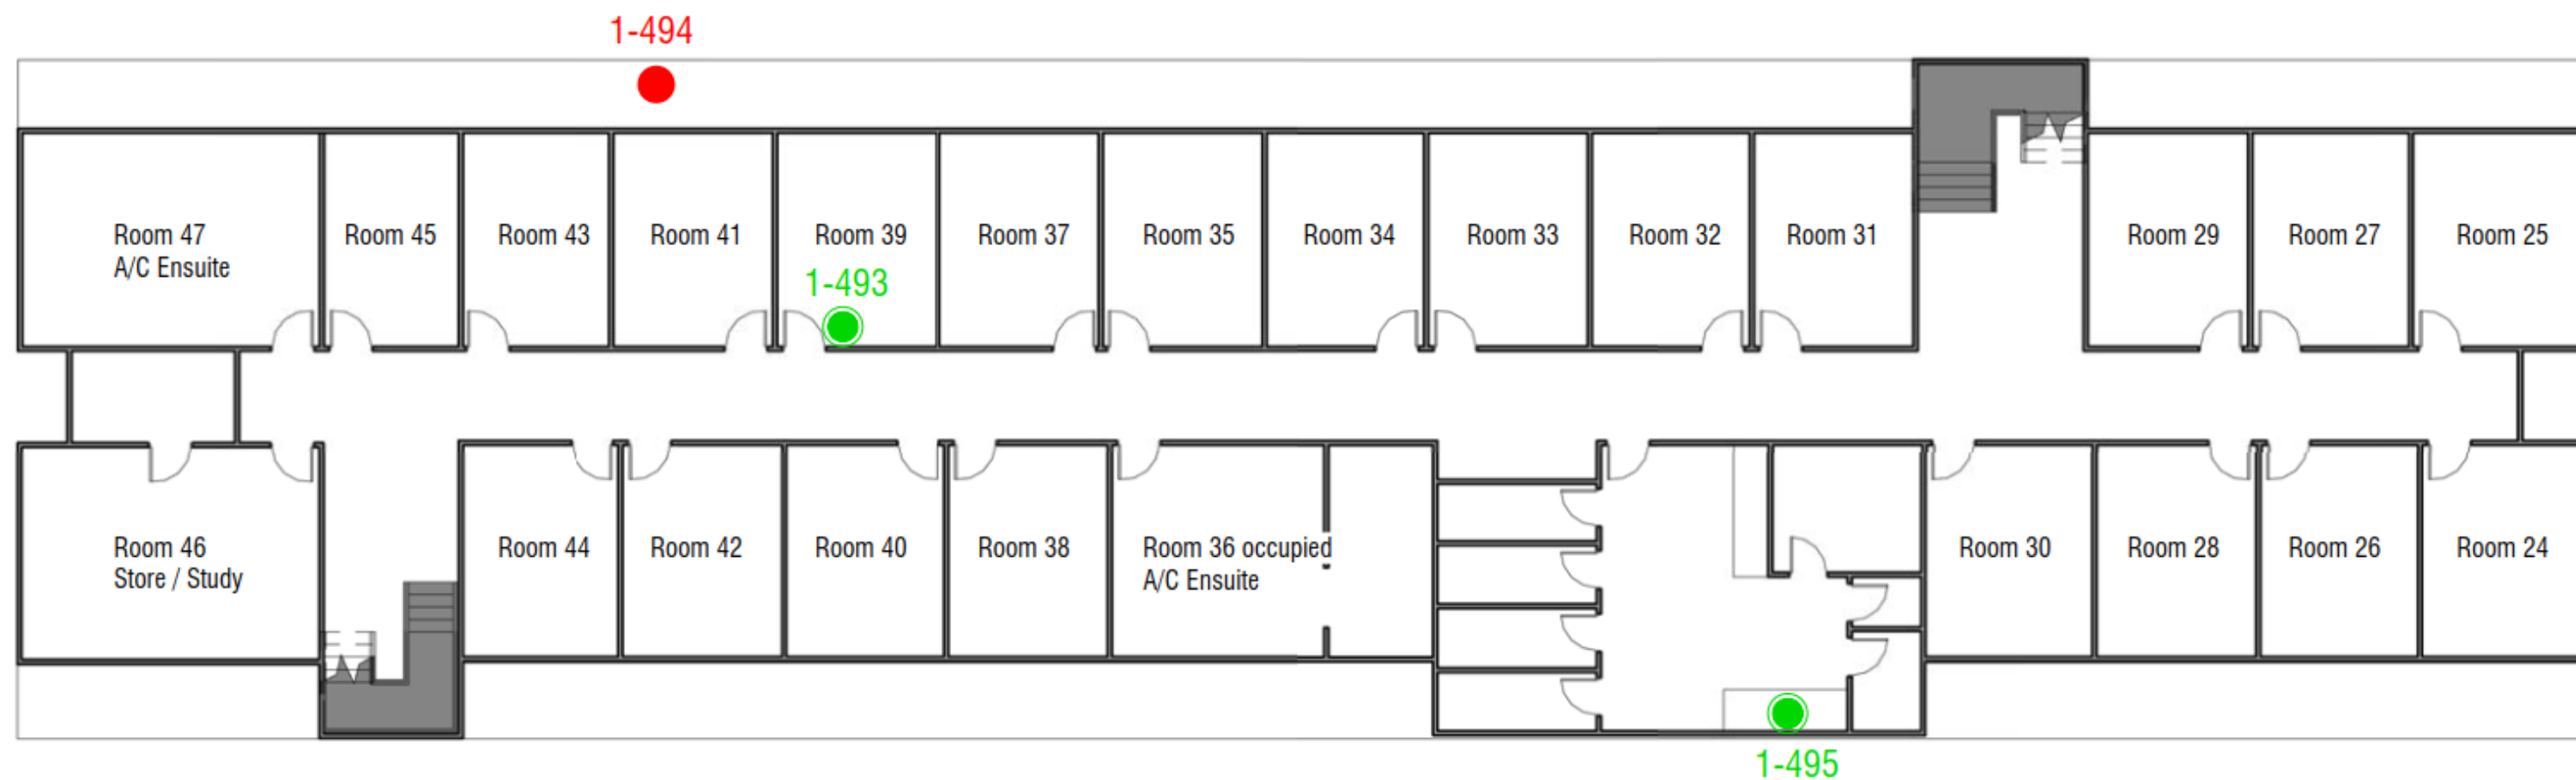 1-494
Room 47
A/C Ensuite
Room 45
Room 43
Room 41
Room 39
Room 37
Room 35
Room 34
Room 33
Room 32
Room 31
Room 29
Room 27
Room 25
1-493
Room 46
Store / Study
Room 44
Room 42
Room 40
Room 38
Room 36 occupied
A/C Ensuite
Room 30
Room 28
Room 26
Room 24
1-495